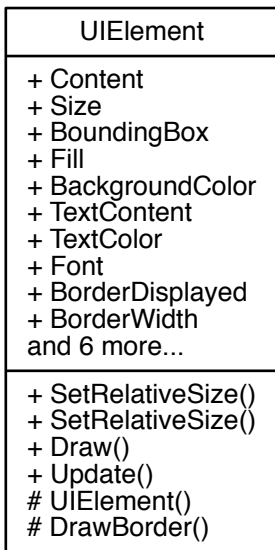 UIElement
+ Content
+ Size
+ BoundingBox
+ Fill
+ BackgroundColor
+ TextContent
+ TextColor
+ Font
+ BorderDisplayed
+ BorderWidth
and 6 more...
+ SetRelativeSize()
+ SetRelativeSize()
+ Draw()
+ Update()
# UIElement()
# DrawBorder()